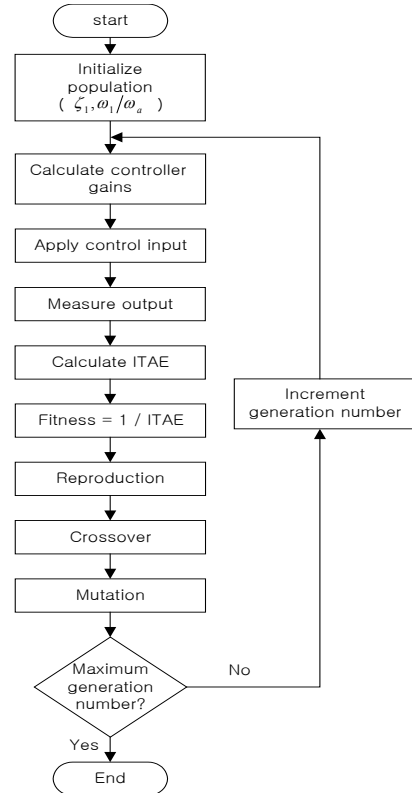 start
Initialize
population
( ζ₁, ω₁/ωₐ )
Calculate controller
gains
Apply control input
Measure output
Calculate ITAE
Fitness = 1 / ITAE
Reproduction
Crossover
Mutation
Maximum
generation
number?
No
Increment
generation number
Yes
End